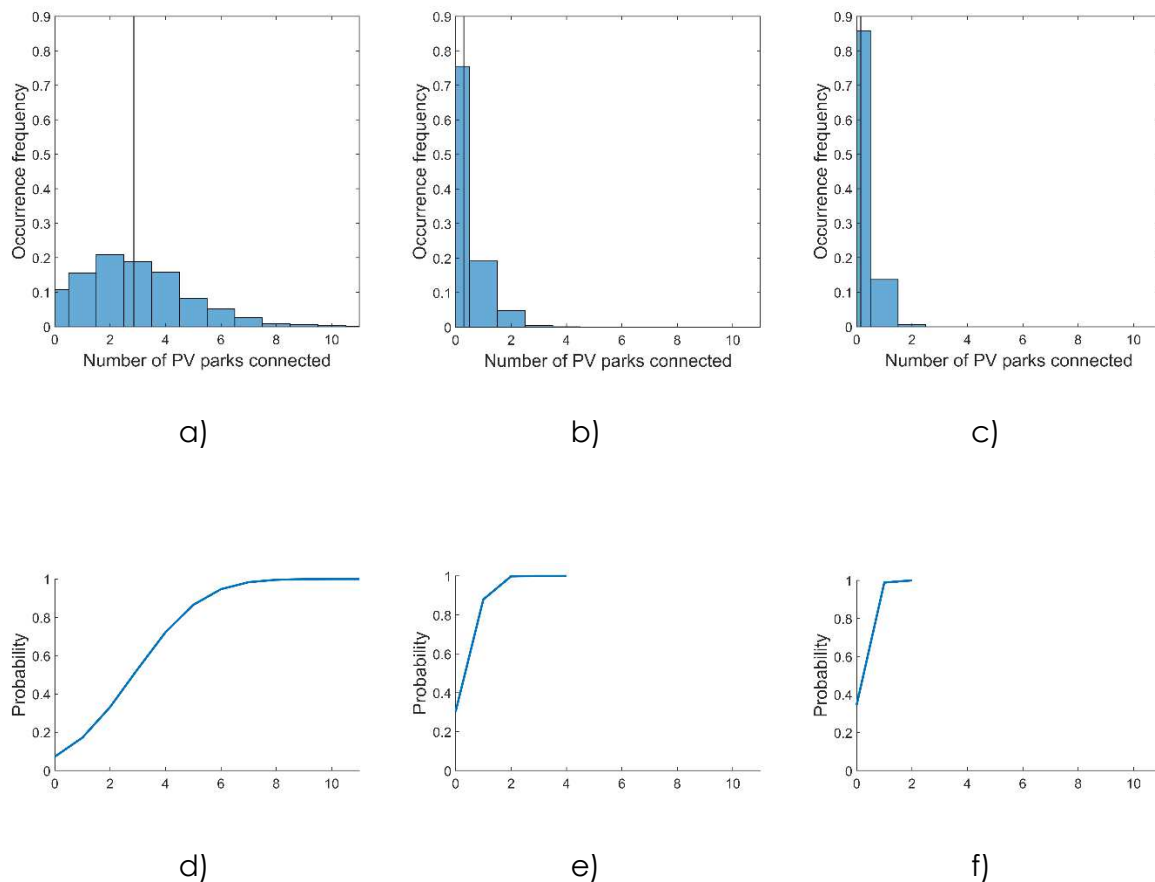 0.9 0.9 0.9
0.8 0.8 0.8
0.7 0.7 0.7
0.6 0.6 0.6
0.5 0.5 0.5
0.4 0.4 0.4
0.3 0.3 0.3
0.2 0.2 0.2
0.1 0.1 0.1
0 0 0
Occurrence frequency Occurrence frequency Occurrence frequency
0 2 4 6 8 10 0 2 4 6 8 10 0 2 4 6 8 10
Number of PV parks connected Number of PV parks connected Number of PV parks connected
a) b) c)
1 1 1
0.8 0.8 0.8
0.6 0.6 0.6
0.4 0.4 0.4
0.2 0.2 0.2
0 0 0
Probability Probability Probability
0 2 4 6 8 10 0 2 4 6 8 10 0 2 4 6 8 10
d) e) f)